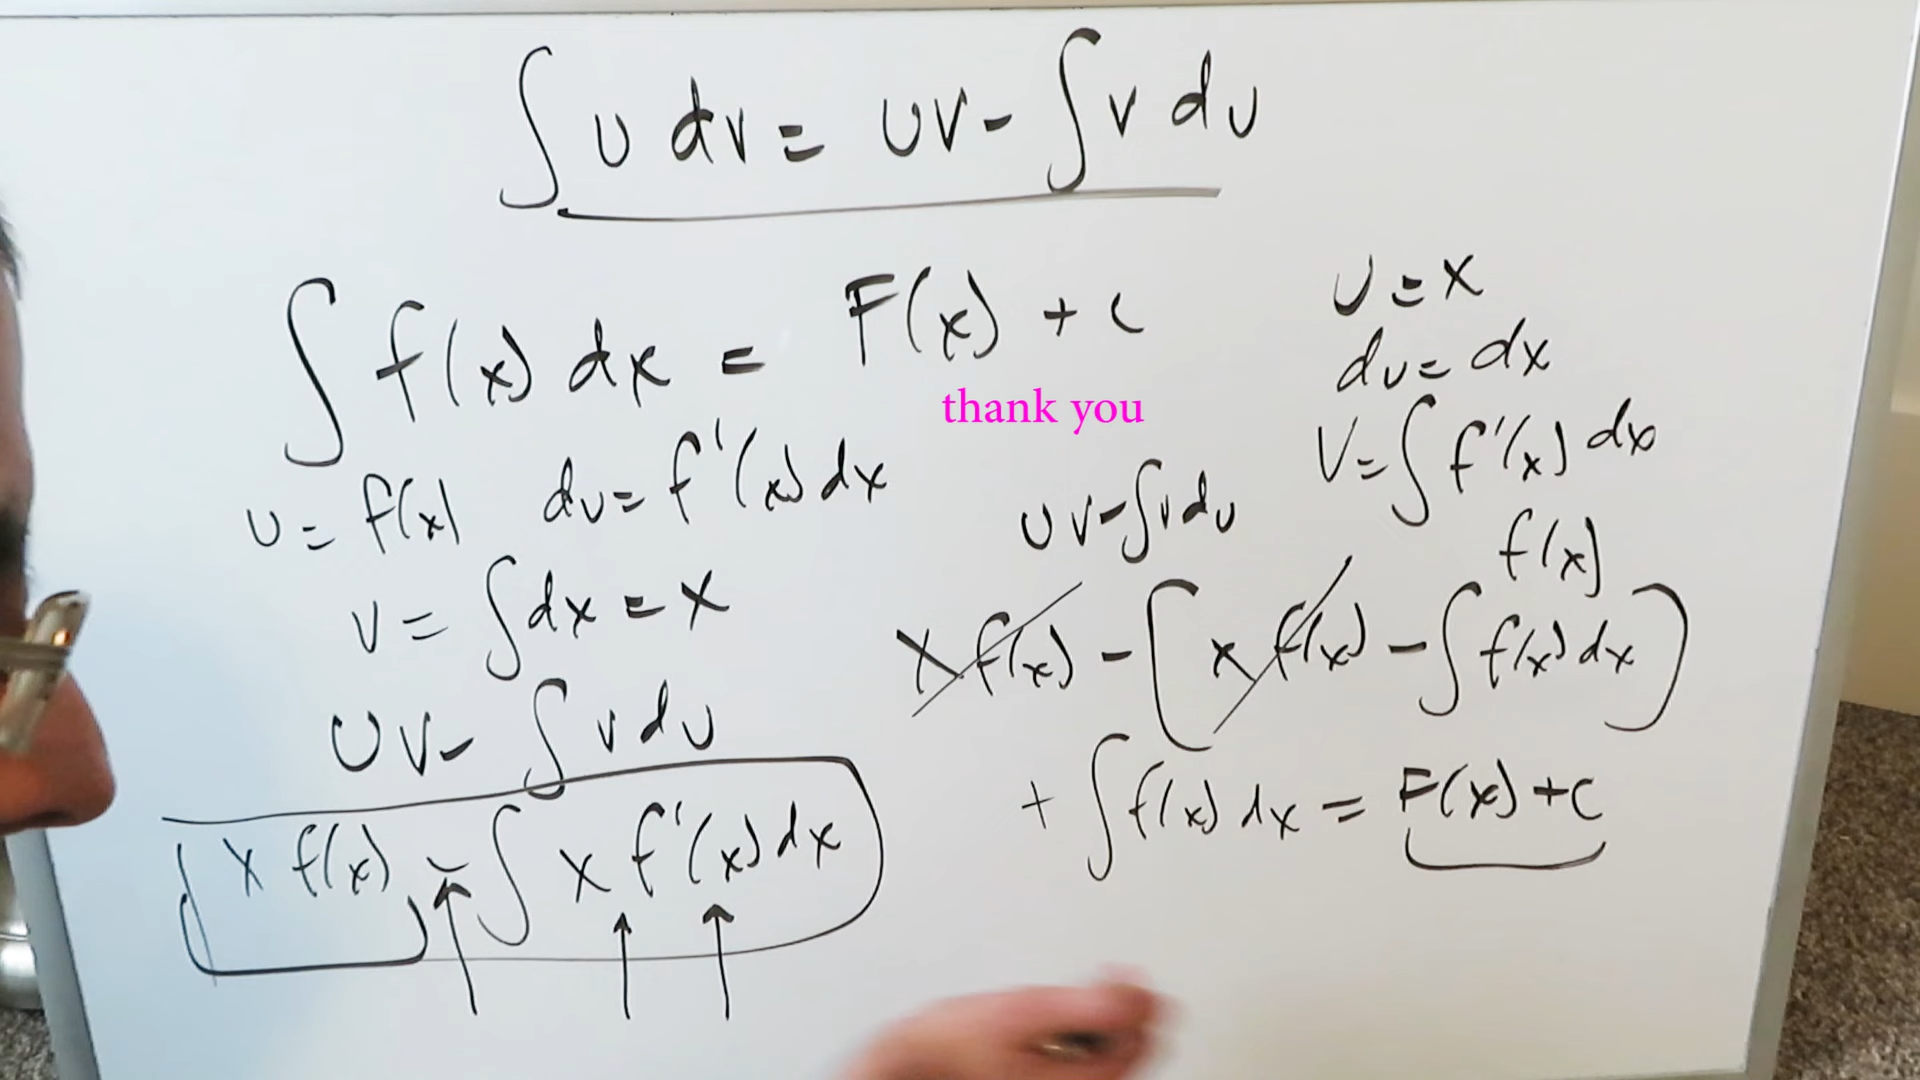 ∫ u dv = uv - ∫ v du
∫ f(x) dx = F(x) + c
thank you
u = f(x) du = f'(x) dx
v = ∫ dx = x
uv - ∫ v du
x f(x) - ∫ x f'(x) dx
u = x
du = dx
v = ∫ f'(x) dx
f(x)
uv - ∫ v du
x f(x) - [ x f(x) - ∫ f(x) dx ]
+ ∫ f(x) dx = F(x) + c